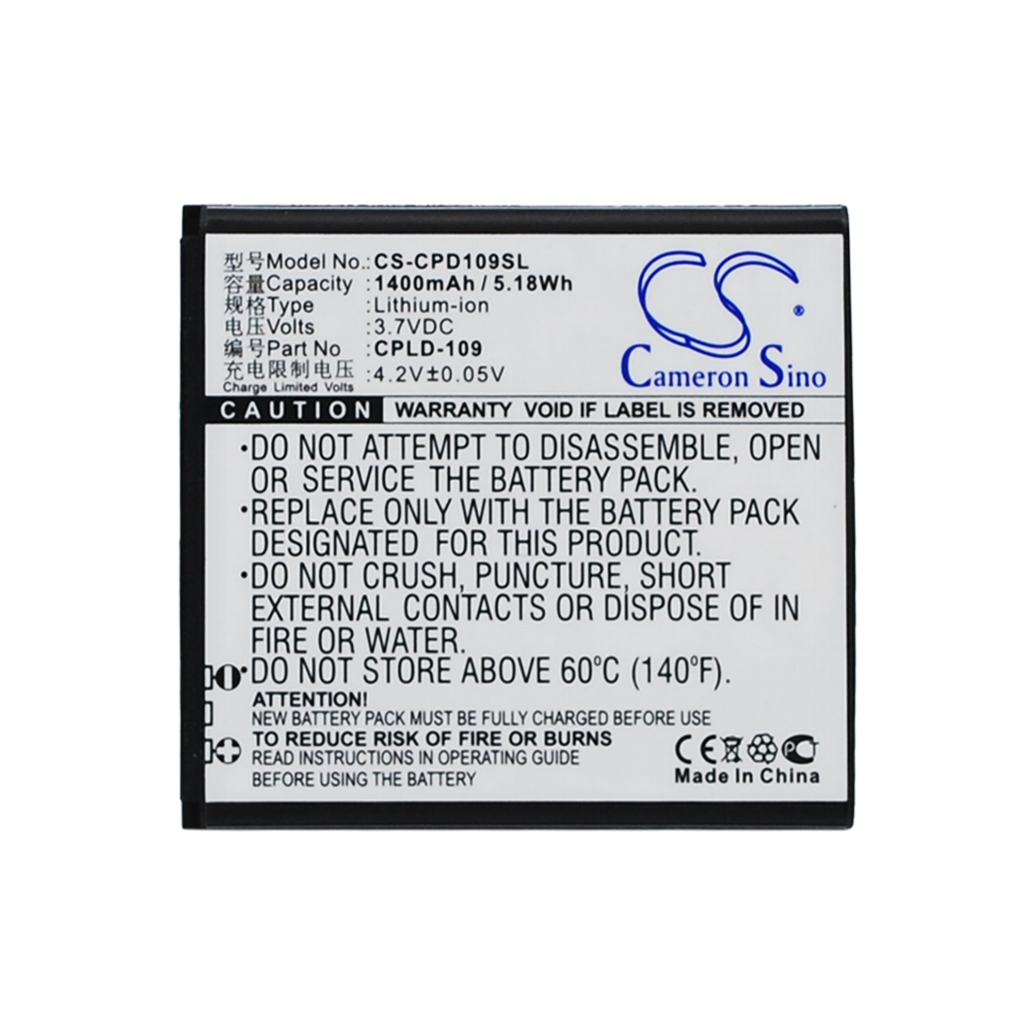 型号Model No.: CS-CPD109SL
容量Capacity : 1400mAh / 5.18Wh
规格Type : Lithium-ion
电压Volts : 3.7VDC
编号Part No : CPLD-109
充电限制电压 : 4.2V±0.05V
Charge Limited Volts
CS ®
Cameron Sino
CAUTION WARRANTY VOID IF LABEL IS REMOVED
·DO NOT ATTEMPT TO DISASSEMBLE, OPEN
OR SERVICE THE BATTERY PACK.
·REPLACE ONLY WITH THE BATTERY PACK
DESIGNATED FOR THIS PRODUCT.
·DO NOT CRUSH, PUNCTURE, SHORT
EXTERNAL CONTACTS OR DISPOSE OF IN
FIRE OR WATER.
·DO NOT STORE ABOVE 60°C (140°F).
ATTENTION!
NEW BATTERY PACK MUST BE FULLY CHARGED BEFORE USE
TO REDUCE RISK OF FIRE OR BURNS
READ INSTRUCTIONS IN OPERATING GUIDE
BEFORE USING THE BATTERY
CE PCT
Made In China